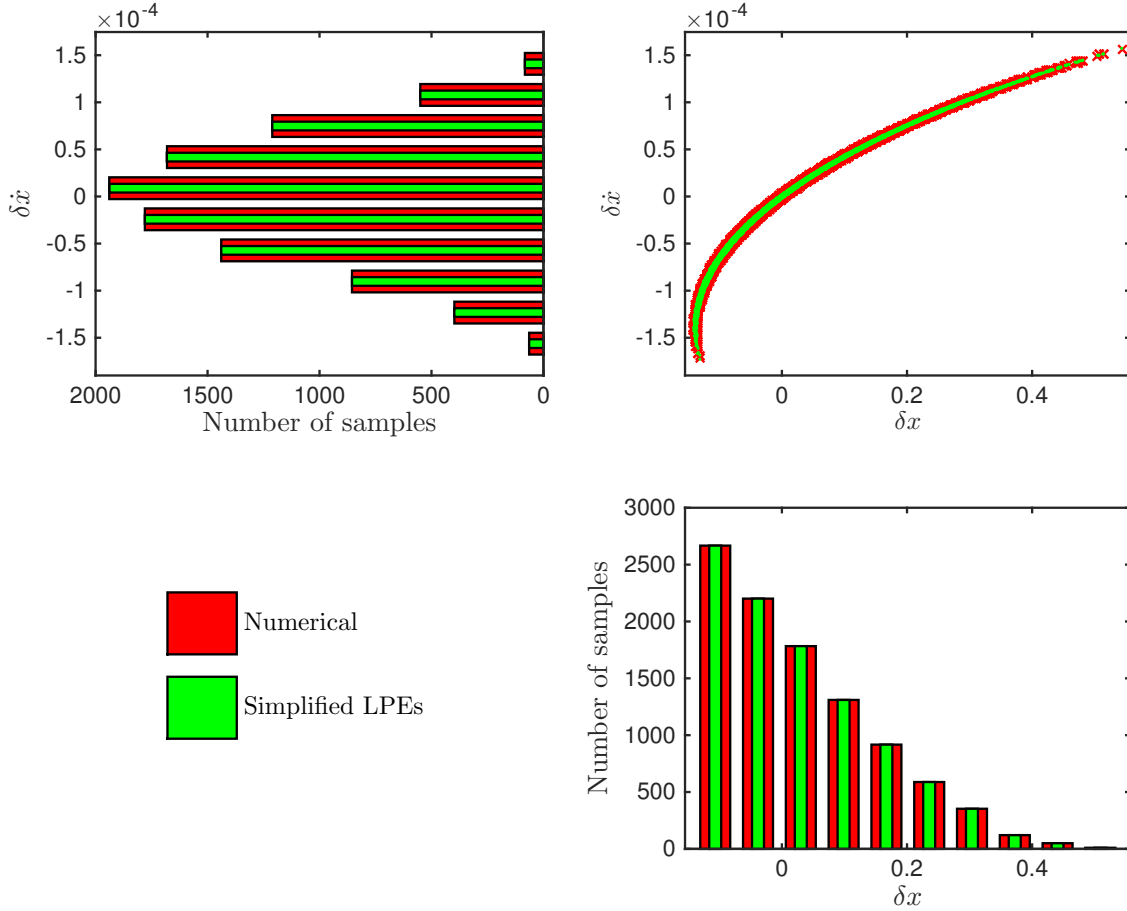 ×10⁻⁴
1.5
1
0.5
0
-0.5
-1
-1.5
δẋ
2000 1500 1000 500 0
Number of samples
×10⁻⁴
1.5
1
0.5
0
-0.5
-1
-1.5
δẋ
0 0.2 0.4
δx
Numerical
Simplified LPEs
3000
2500
2000
1500
1000
500
0
Number of samples
0 0.2 0.4
δx